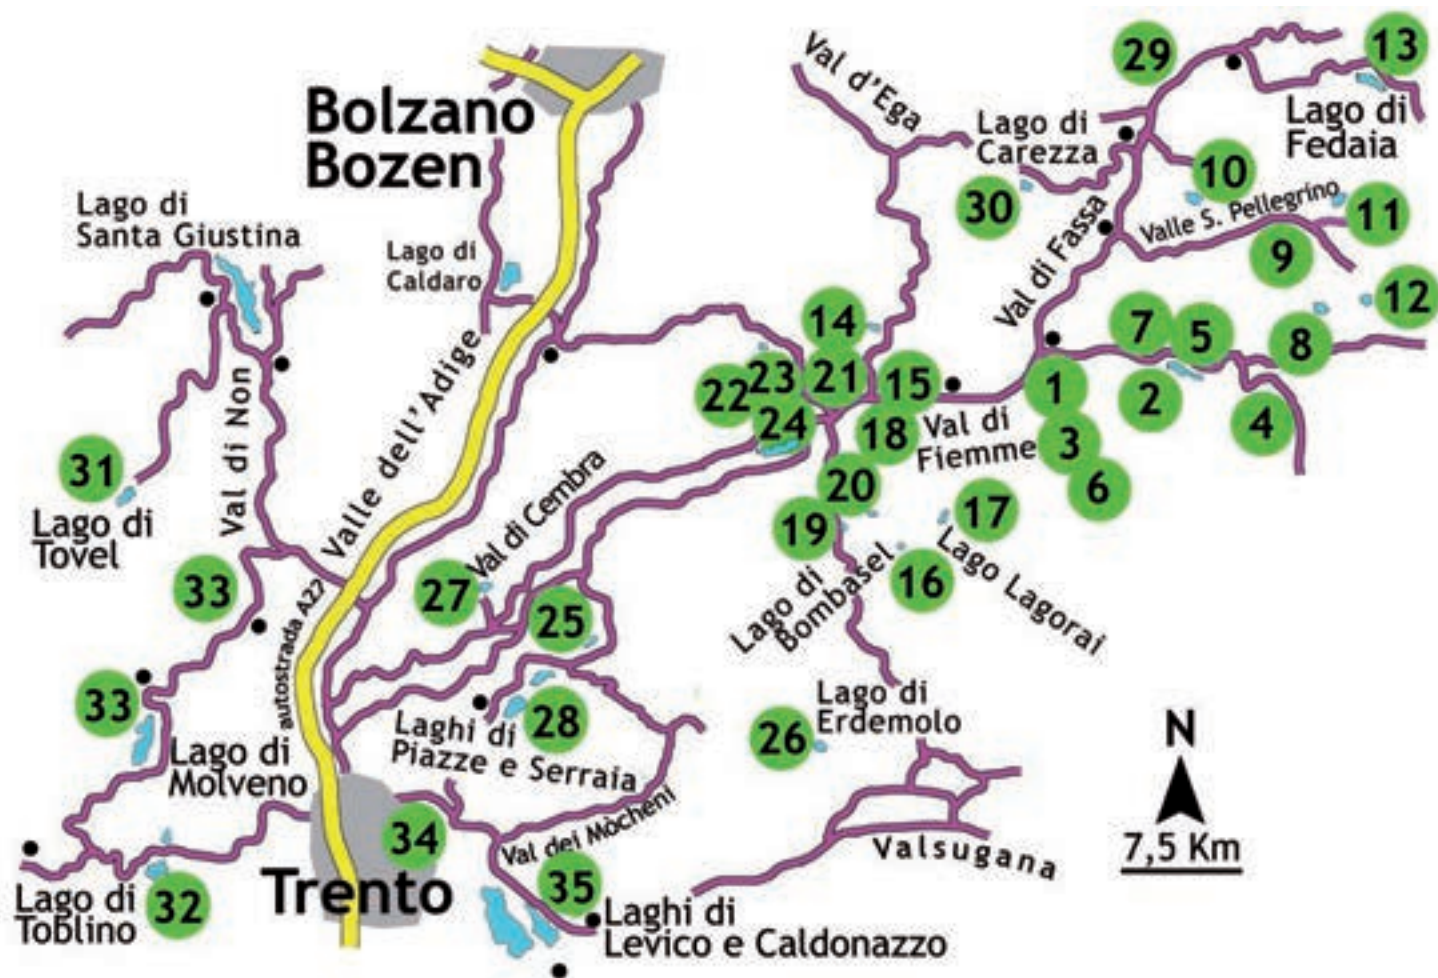 29
13
Val d'Ega
Bolzano
Bozen
Lago di
Carezza
Lago di
Fedaia
10
30
11
Lago di
Santa Giustina
Lago di
Caldaro
Val di Fassa
Valle S. Pellegrino
9
12
14
7
5
8
22
23
21
15
1
2
4
24
18
Val di
Fiemme
3
6
31
Lago di
Tovel
Val di Non
Valle dell'Adige
autostrada A27
Val di Cembra
20
19
17
16
Lago di
Bombasel
Lago Lagorai
33
27
25
33
Lago di
Molveno
28
Laghi di
Piazze e Serraia
26
Lago di
Erdemolo
N
7,5 Km
34
Val dei Mòcheni
Valsugana
Trento
32
Lago di
Toblino
35
Laghi di
Levico e Caldonazzo